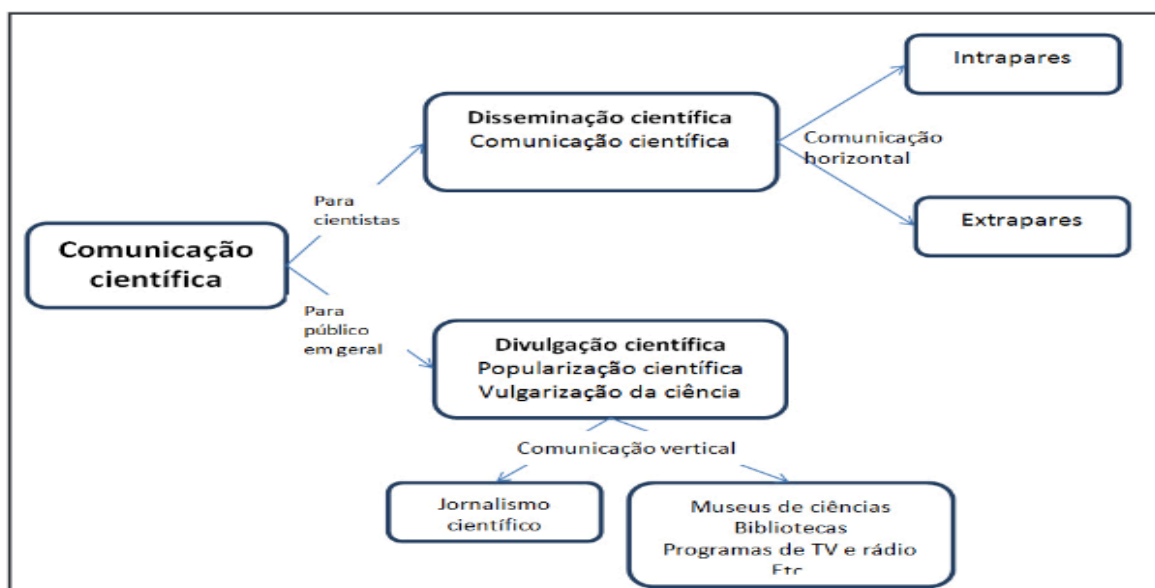 Intrapares
Disseminação científica
Comunicação científica
Comunicação
horizontal
Para
cientistas
Extrapares
Comunicação
científica
Para
público
em geral
Divulgação científica
Popularização científica
Vulgarização da ciência
Comunicação vertical
Jornalismo
científico
Museus de ciências
Bibliotecas
Programas de TV e rádio
Etc